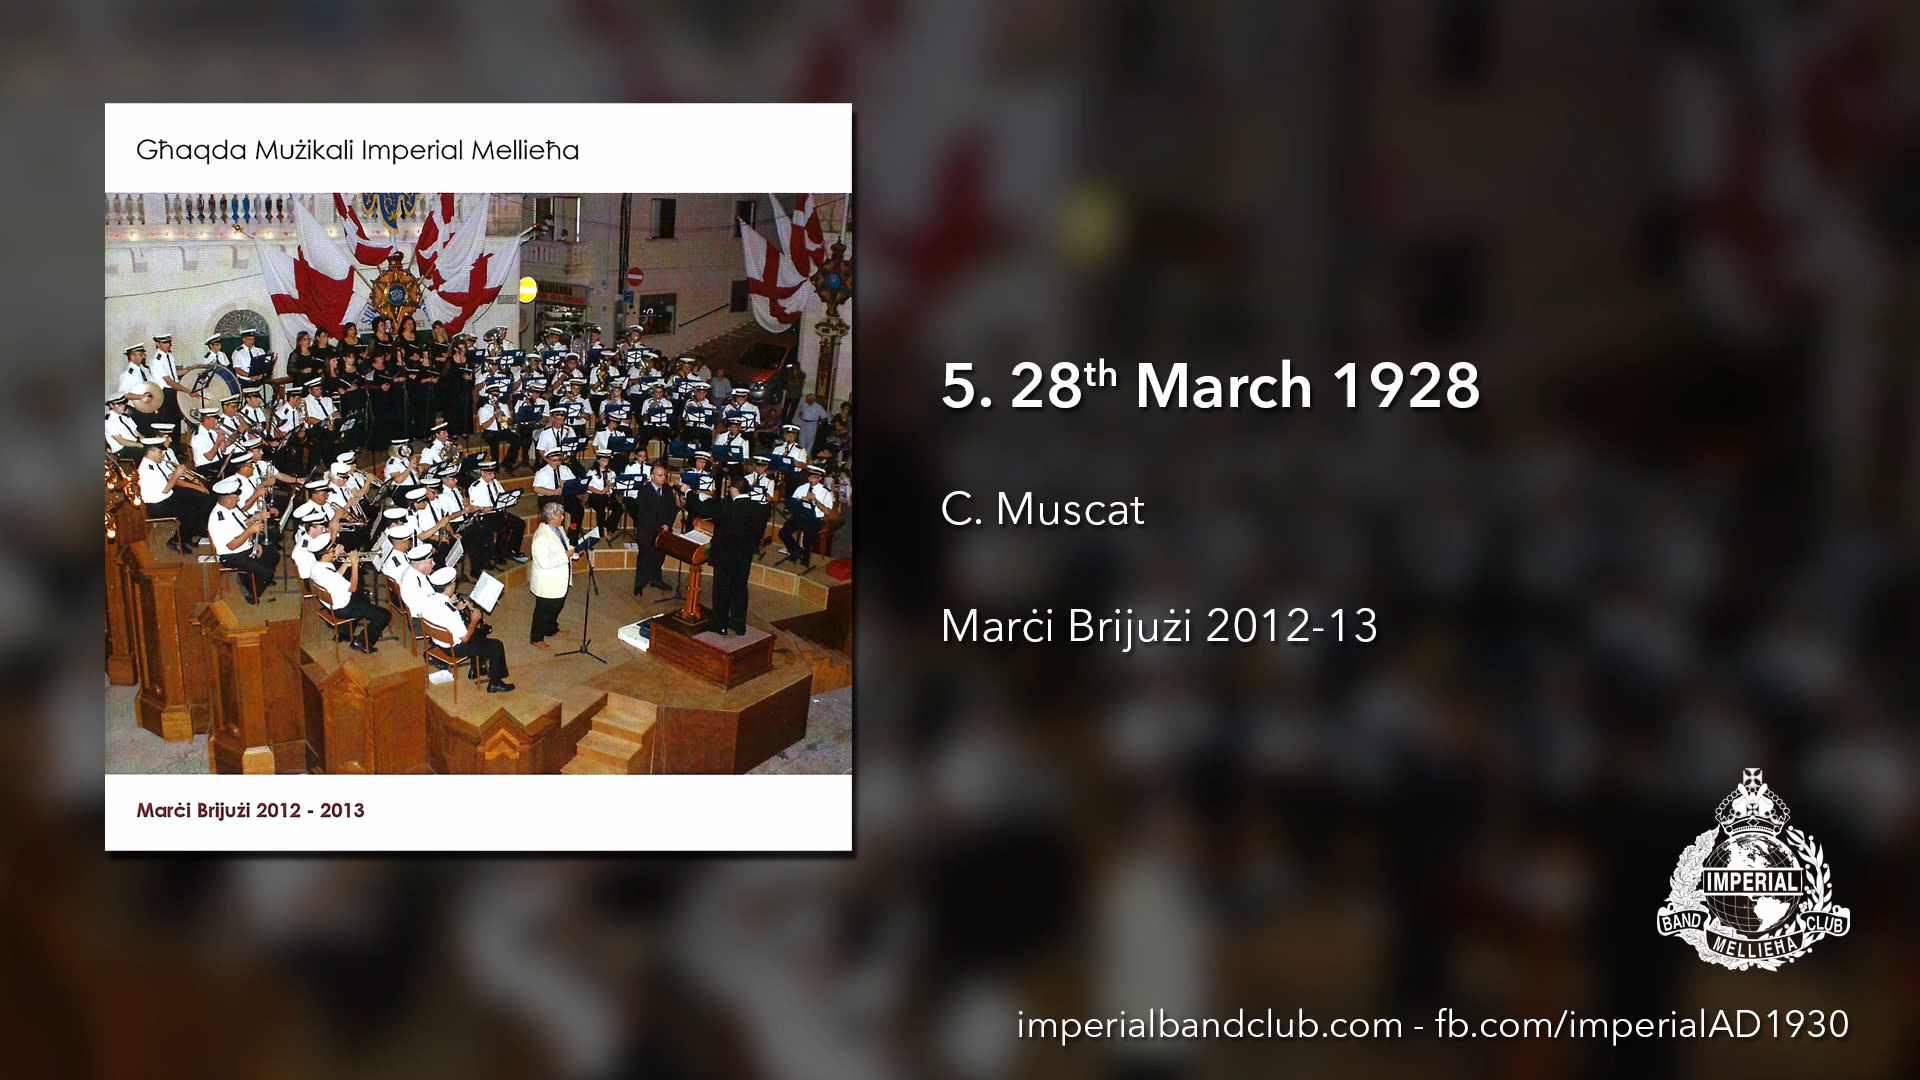 Għaqda Mużikali Imperial Mellieħa
Marċi Brijużi 2012 - 2013
5. 28th March 1928
C. Muscat
Marċi Brijużi 2012-13
IMPERIAL
BAND CLUB
MELLIEĦA
imperialbandclub.com - fb.com/imperialAD1930